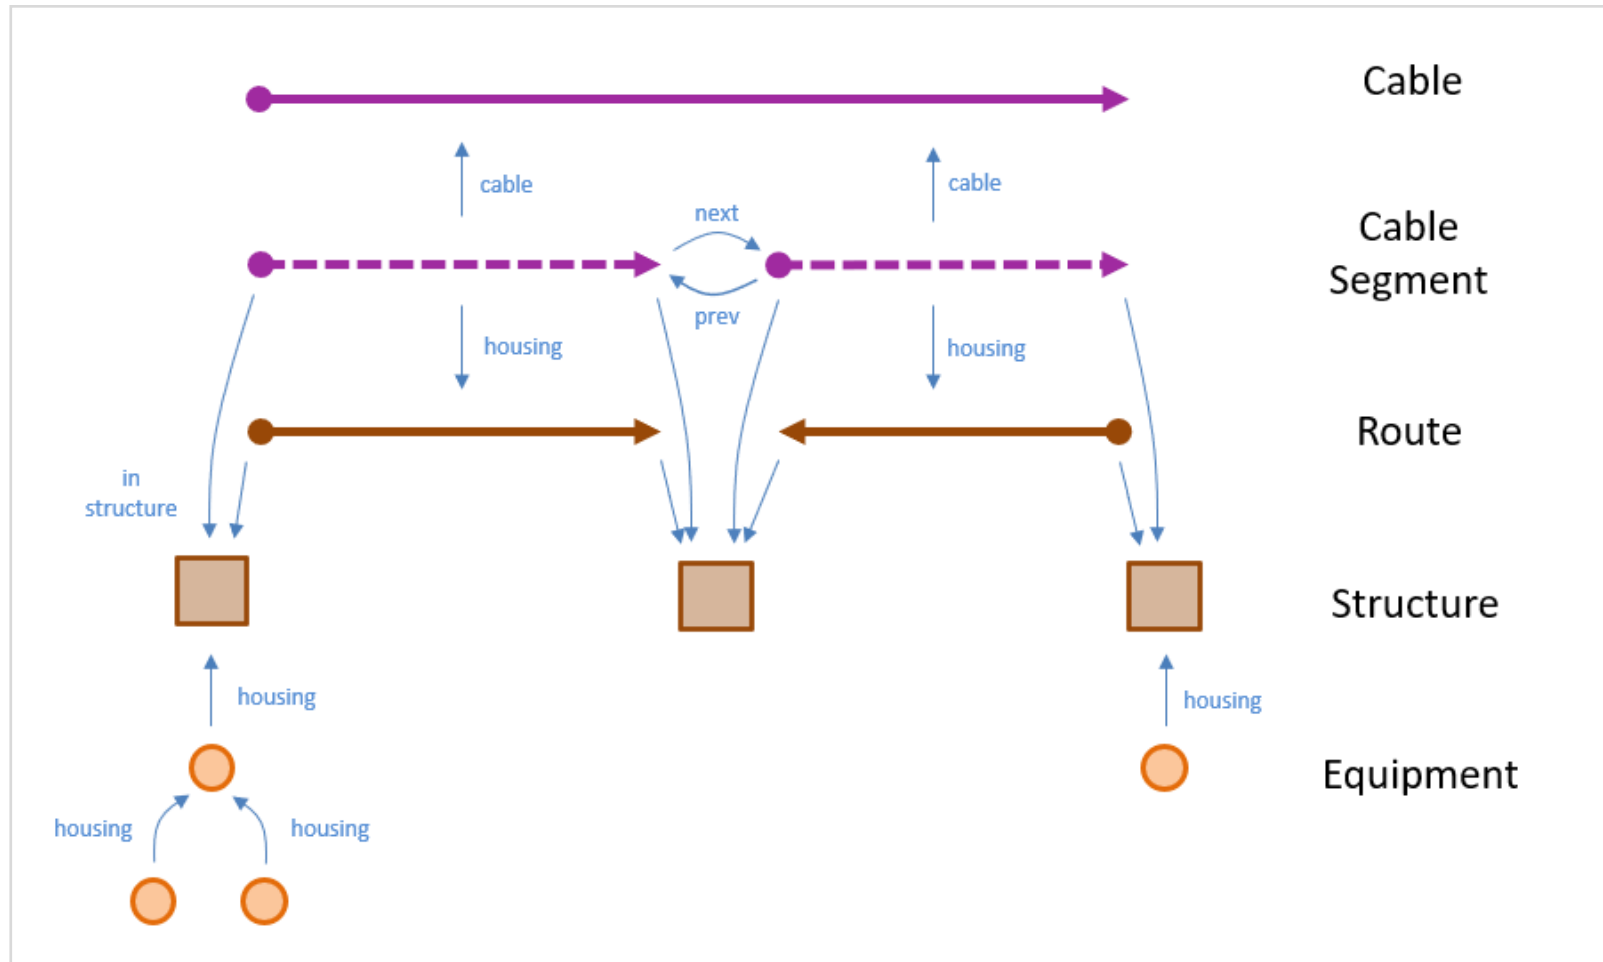 Cable
cable
cable
next
Cable
Segment
prev
housing
housing
Route
in
structure
Structure
housing
housing
Equipment
housing
housing